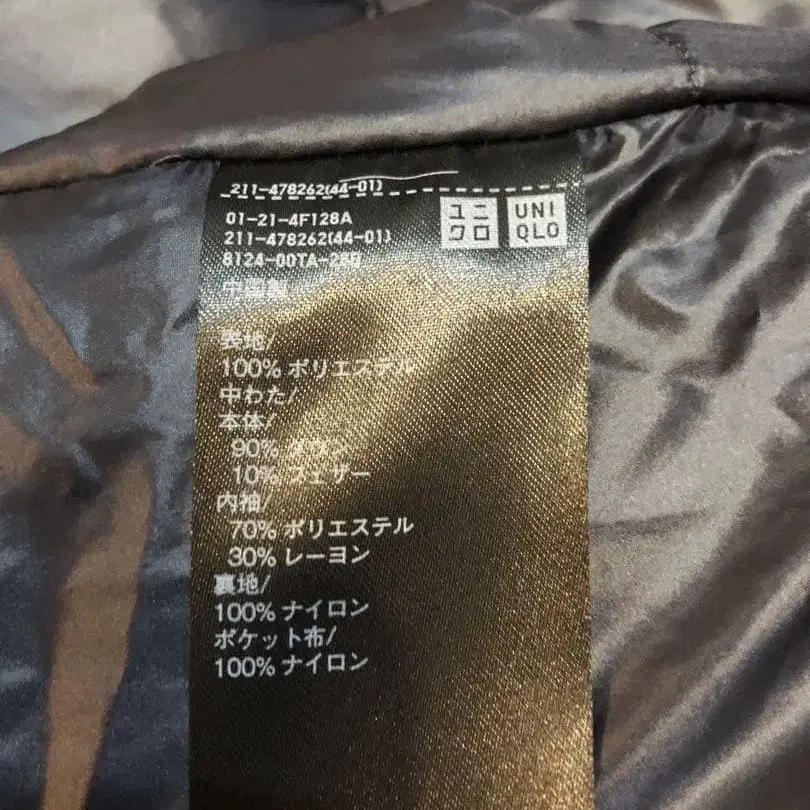 211-478262(44-01)
ユニ
クロ
UNI
QLO
01-21-4F128A
211-478262(44-01)
中国製
表地/
100% ポリエステル
中わた/
本体/
90% ダウン
10% フェザー
内袖/
70% ポリエステル
30% レーヨン
裏地/
100% ナイロン
ポケット布/
100% ナイロン